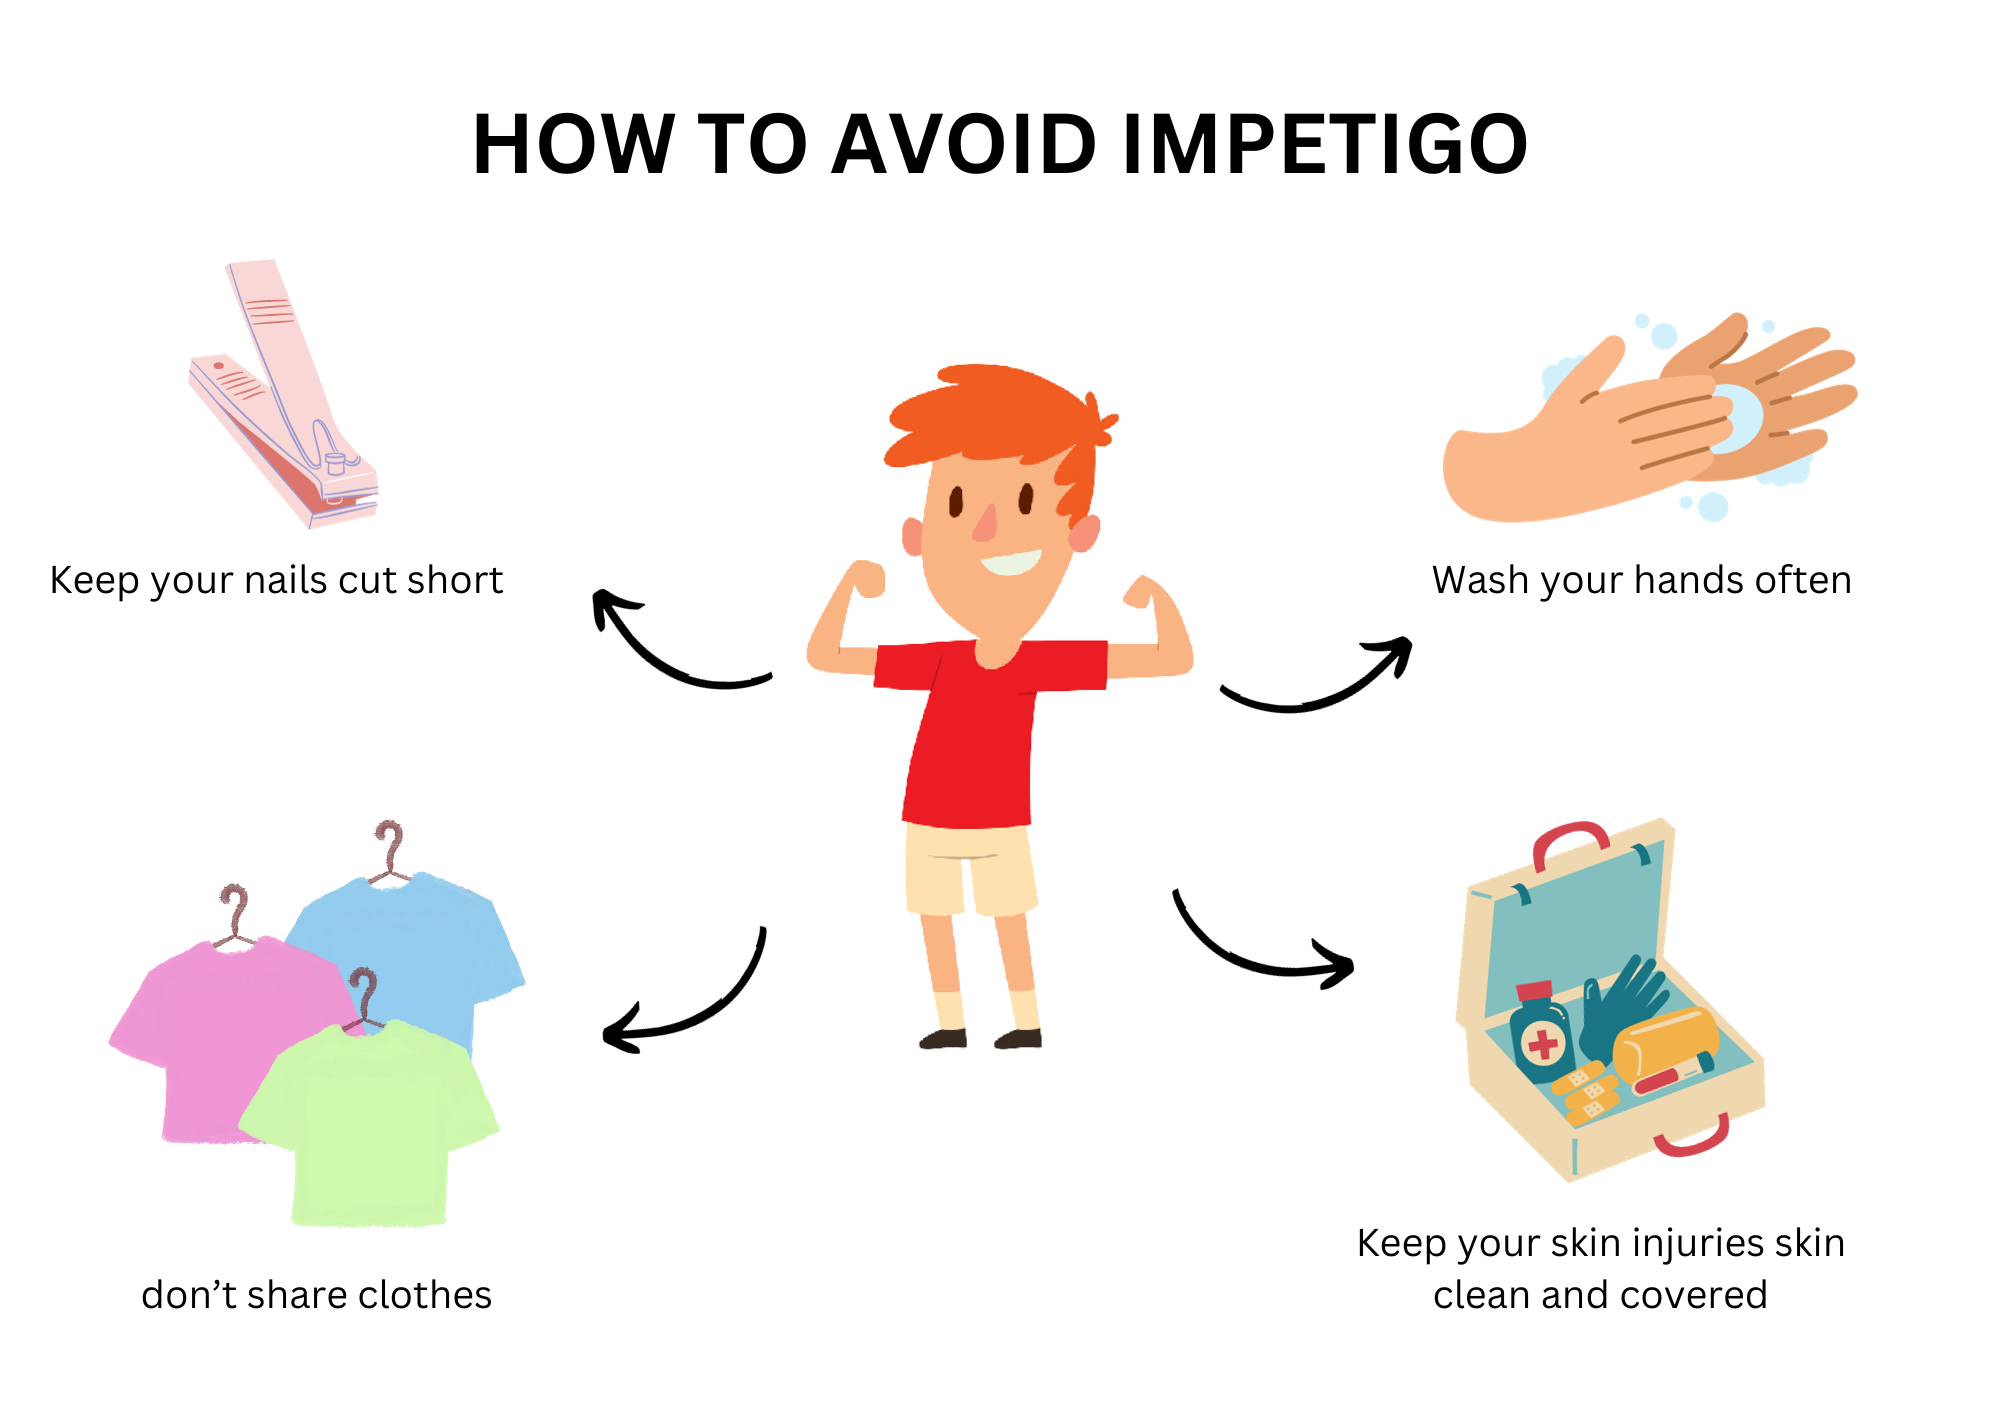 HOW TO AVOID IMPETIGO
Keep your nails cut short
Wash your hands often
don’t share clothes
Keep your skin injuries skin
clean and covered